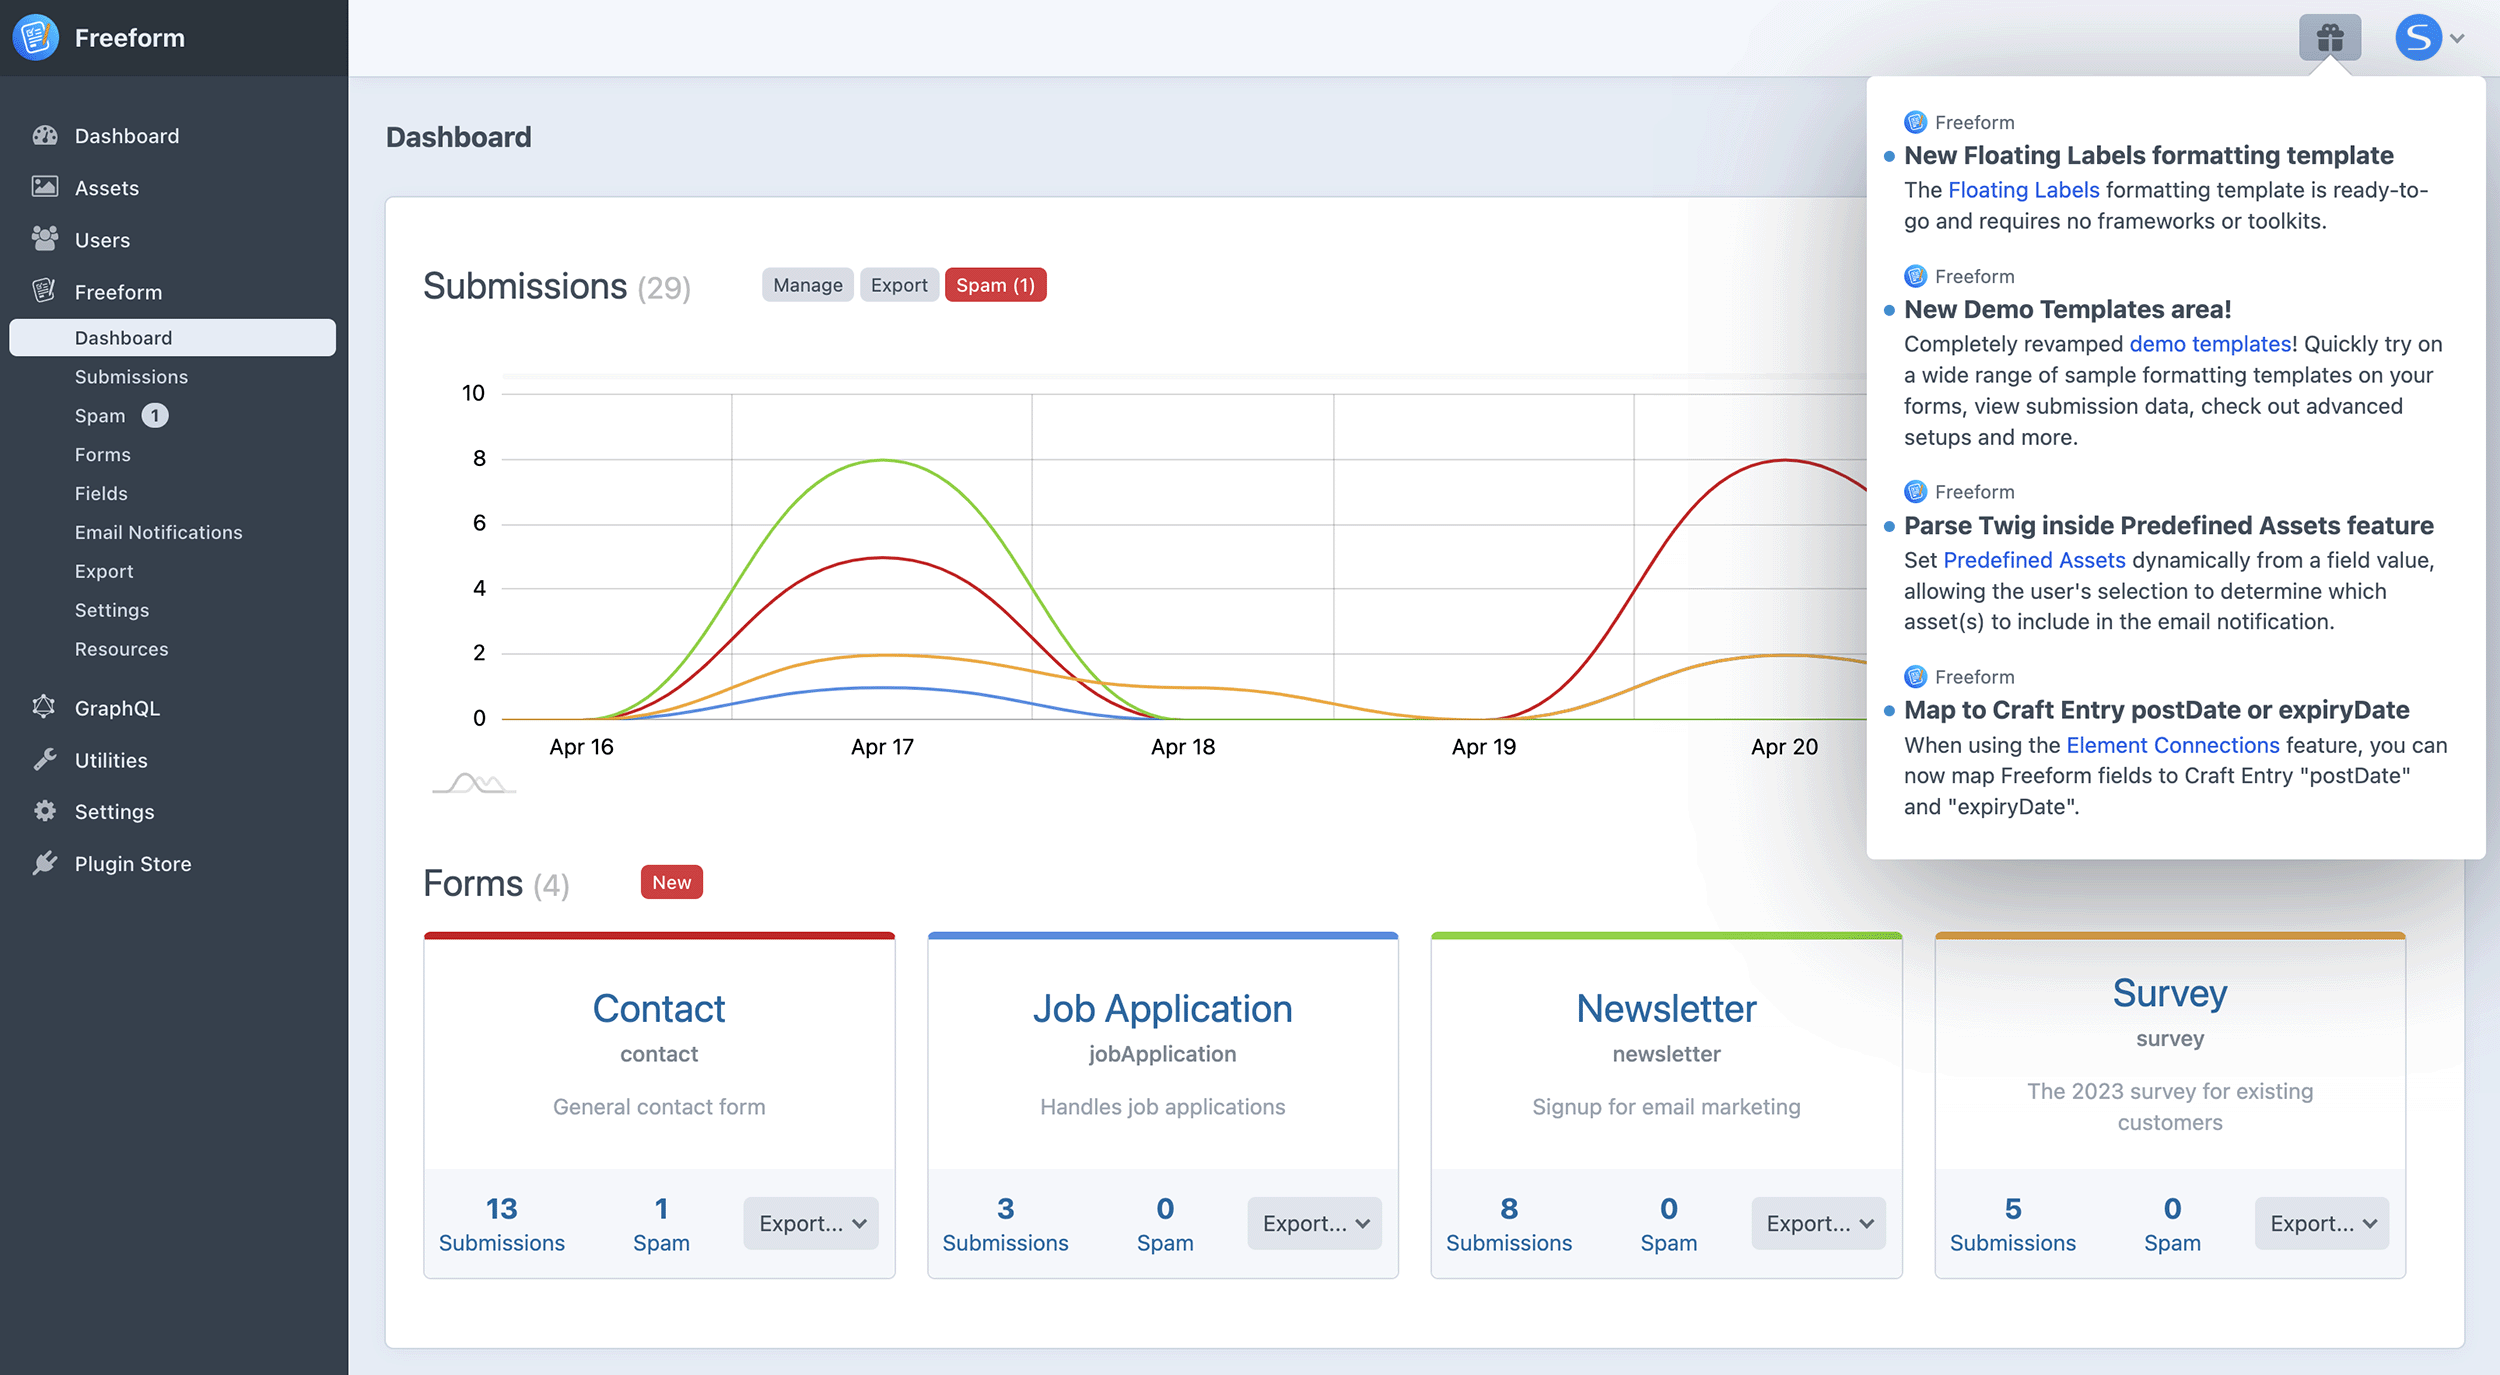 Freeform
S
Dashboard
Assets
Users
Freeform
Dashboard
Submissions
Spam 1
Forms
Fields
Email Notifications
Export
Settings
Resources
GraphQL
Utilities
Settings
Plugin Store
Dashboard
Submissions (29)
Manage
Export
Spam (1)
10
8
6
4
2
0
Apr 16
Apr 17
Apr 18
Apr 19
Apr 20
Freeform
New Floating Labels formatting template
The Floating Labels formatting template is ready-to-
go and requires no frameworks or toolkits.
Freeform
New Demo Templates area!
Completely revamped demo templates! Quickly try on
a wide range of sample formatting templates on your
forms, view submission data, check out advanced
setups and more.
Freeform
Parse Twig inside Predefined Assets feature
Set Predefined Assets dynamically from a field value,
allowing the user's selection to determine which
asset(s) to include in the email notification.
Freeform
Map to Craft Entry postDate or expiryDate
When using the Element Connections feature, you can
now map Freeform fields to Craft Entry "postDate"
and "expiryDate".
Forms (4)
New
Contact
contact
General contact form
13
Submissions
1
Spam
Export...
Job Application
jobApplication
Handles job applications
3
Submissions
0
Spam
Export...
Newsletter
newsletter
Signup for email marketing
8
Submissions
0
Spam
Export...
Survey
survey
The 2023 survey for existing
customers
5
Submissions
0
Spam
Export...